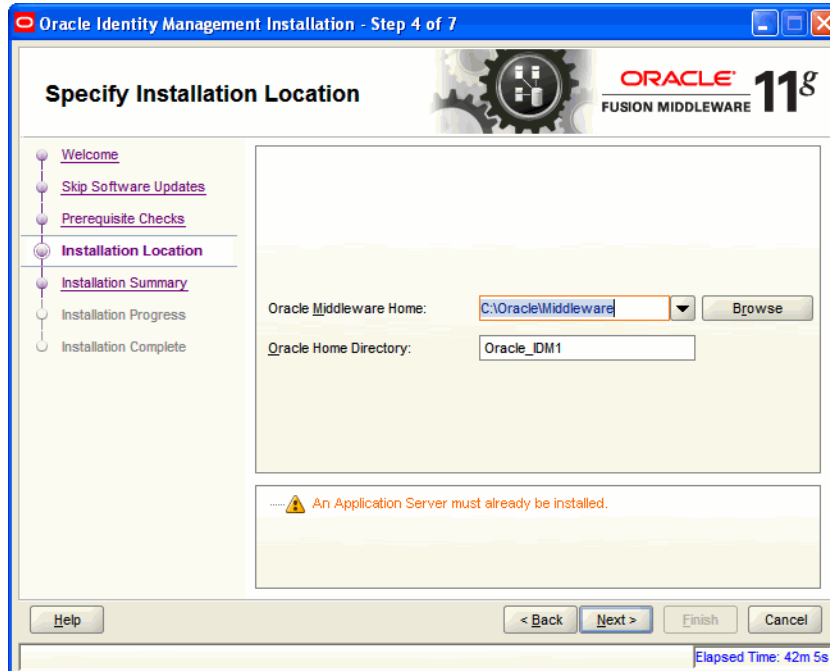 Oracle Identity Management Installation - Step 4 of 7
Specify Installation Location
ORACLE®
FUSION MIDDLEWARE 11g
Welcome
Skip Software Updates
Prerequisite Checks
Installation Location
Installation Summary
Installation Progress
Installation Complete
Oracle Middleware Home: C:\Oracle\Middleware Browse
Oracle Home Directory: Oracle_IDM1
An Application Server must already be installed.
Help < Back Next > Finish Cancel
Elapsed Time: 42m 5s